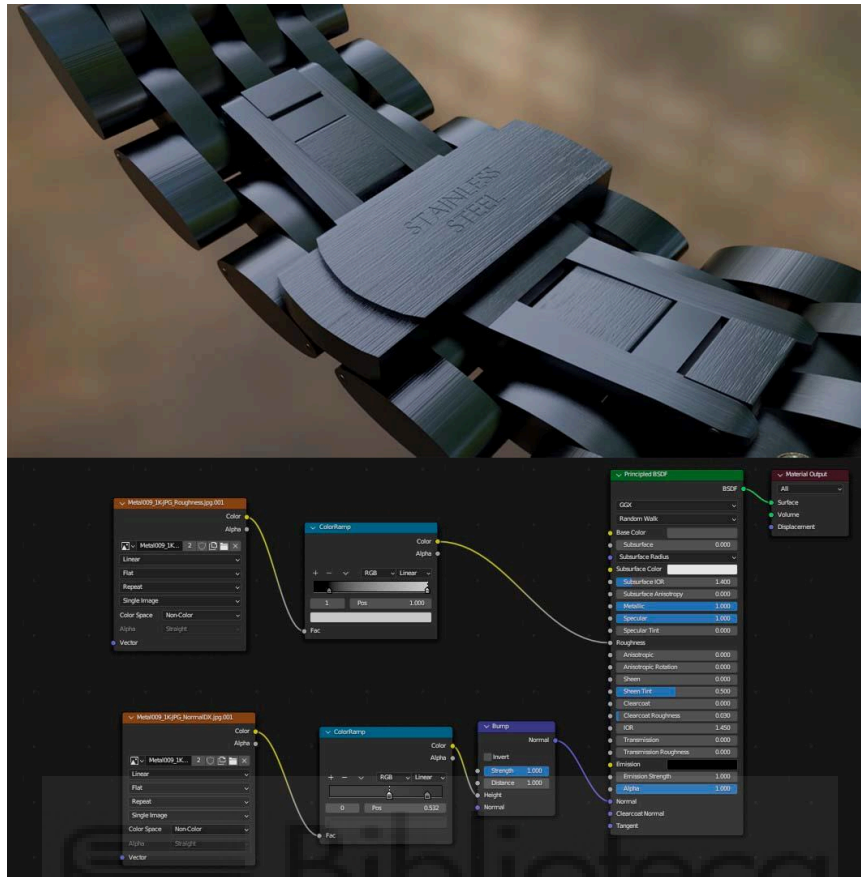 STAINLESS
STEEL
Principled BSDF
BSDF
GGX
Random Walk
Base Color
Subsurface 0.000
Subsurface Radius
Subsurface Color
Subsurface IOR 1.400
Subsurface Anisotropy 0.000
Metallic 1.000
Specular 1.000
Specular Tint 0.000
Roughness
Anisotropic 0.000
Anisotropic Rotation 0.000
Sheen 0.000
Sheen Tint 0.500
Clearcoat 0.000
Clearcoat Roughness 0.030
IOR 1.450
Transmission 0.000
Transmission Roughness 0.000
Emission
Emission Strength 1.000
Alpha 1.000
Normal
Clearcoat Normal
Tangent
Material Output
All
Surface
Volume
Displacement
Metal009_1K-JPG_Roughness.jpg.001
Color
Alpha
Metal009_1K... 2
Linear
Flat
Repeat
Single Image
Color Space Non-Color
Alpha Straight
Vector
ColorRamp
Color
Alpha
RGB Linear
1 Pos 1.000
Fac
Metal009_1K-JPG_NormalDX.jpg.001
Color
Alpha
Metal009_1K... 2
Linear
Flat
Repeat
Single Image
Color Space Non-Color
Alpha Straight
Vector
ColorRamp
Color
Alpha
RGB Linear
0 Pos 0.532
Fac
Bump
Normal
Invert
Strength 1.000
Distance 1.000
Height
Normal
Biblioteca